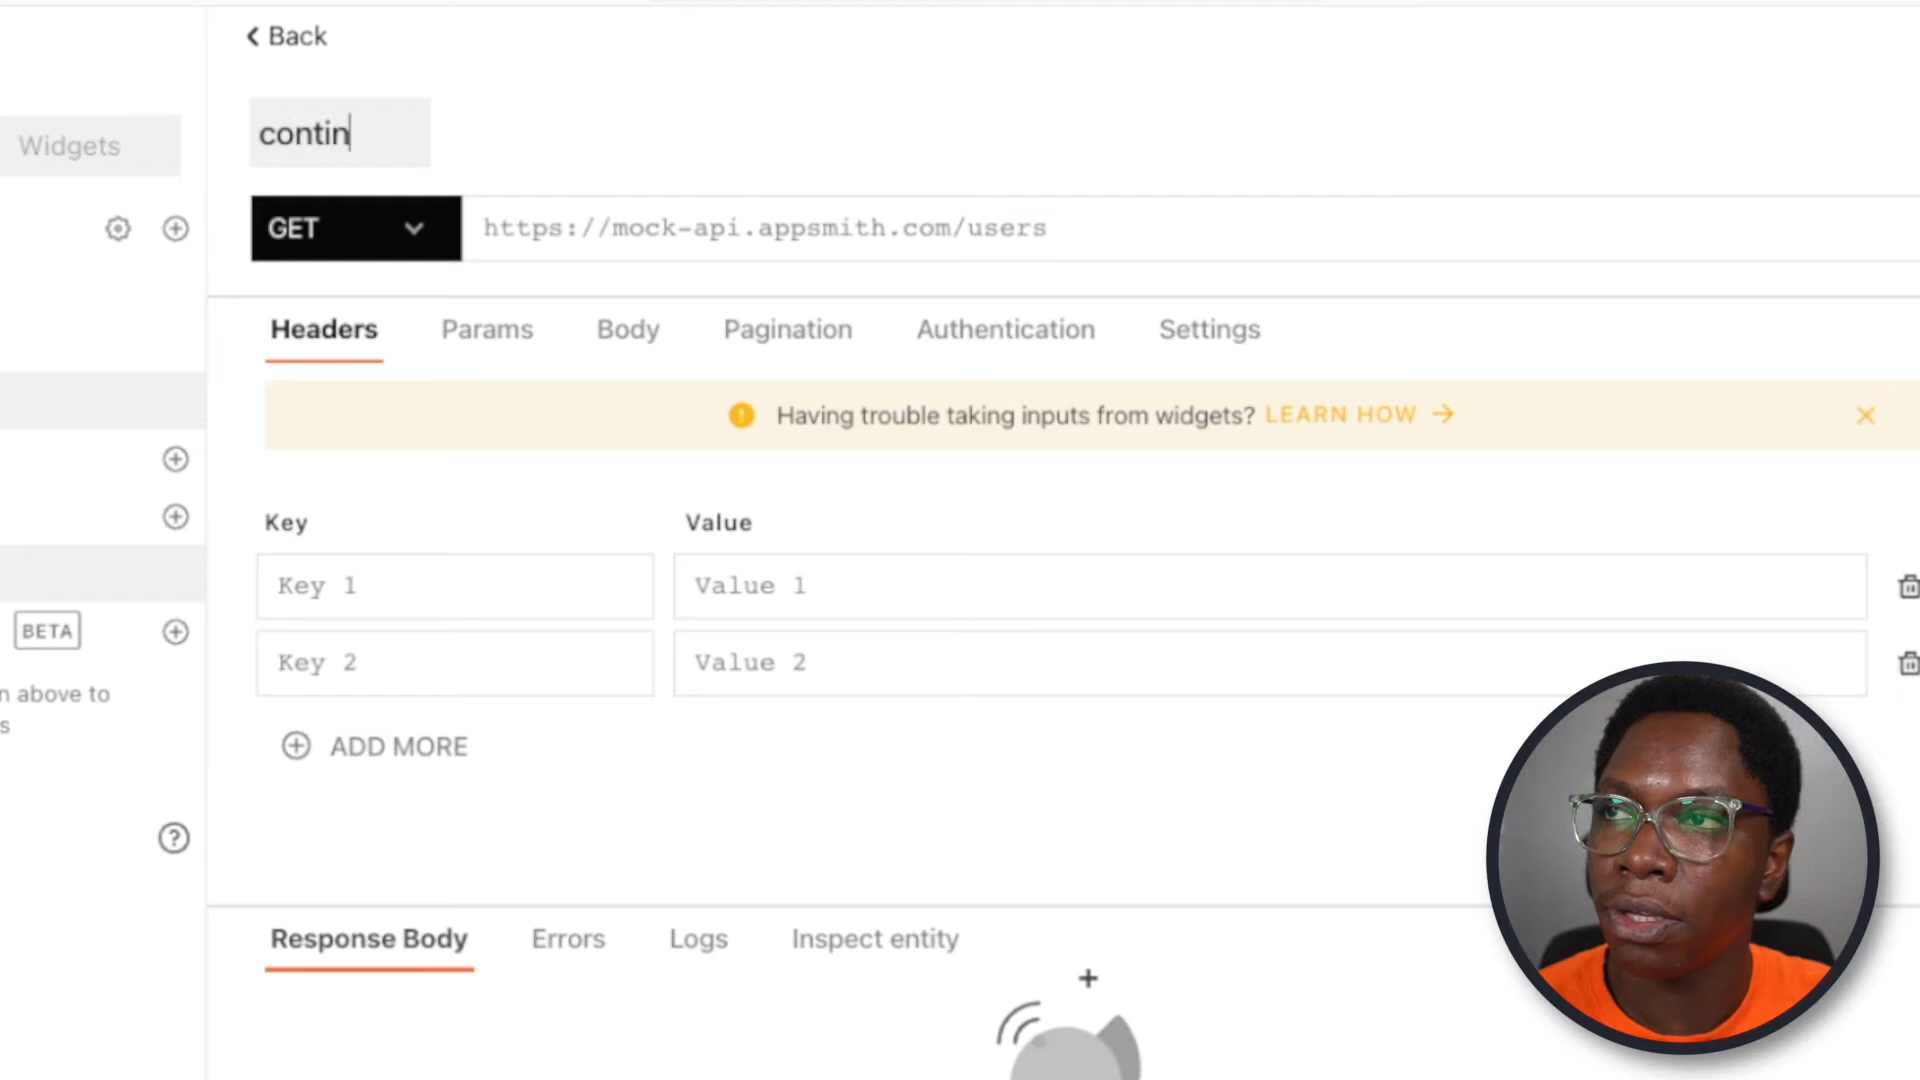 Back
contin
Widgets
GET
https://mock-api.appsmith.com/users
Headers Params Body Pagination Authentication Settings
Having trouble taking inputs from widgets? LEARN HOW
Key Value
Key 1 Value 1
BETA
Key 2 Value 2
n above to
s
ADD MORE
Response Body Errors Logs Inspect entity